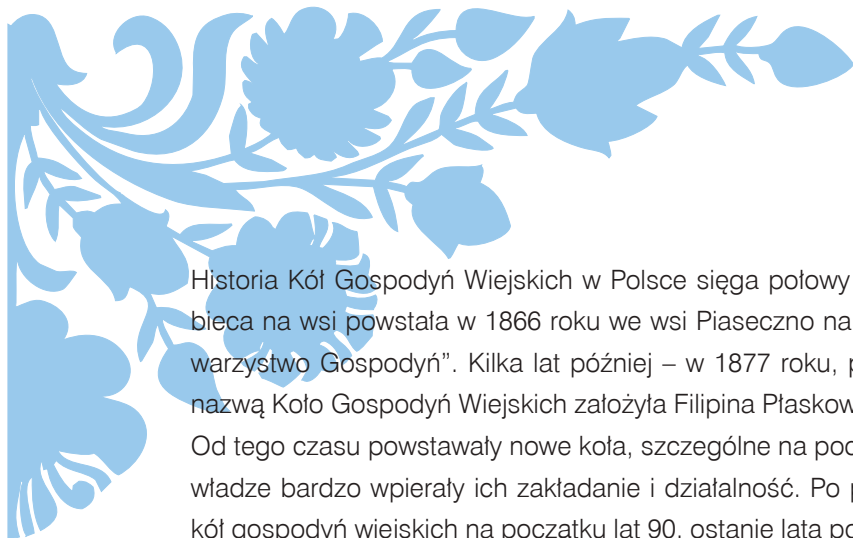 Historia Kół Gospodyń Wiejskich w Polsce sięga połowy
bieca na wsi powstała w 1866 roku we wsi Piaseczno na
warzystwo Gospodyń”. Kilka lat później – w 1877 roku, p
nazwą Koło Gospodyń Wiejskich założyła Filipina Płaskow
Od tego czasu powstawały nowe koła, szczególne na poc
władze bardzo wpierały ich zakładanie i działalność. Po p
kół gospodyń wiejskich na początku lat 90. ostanie lata po